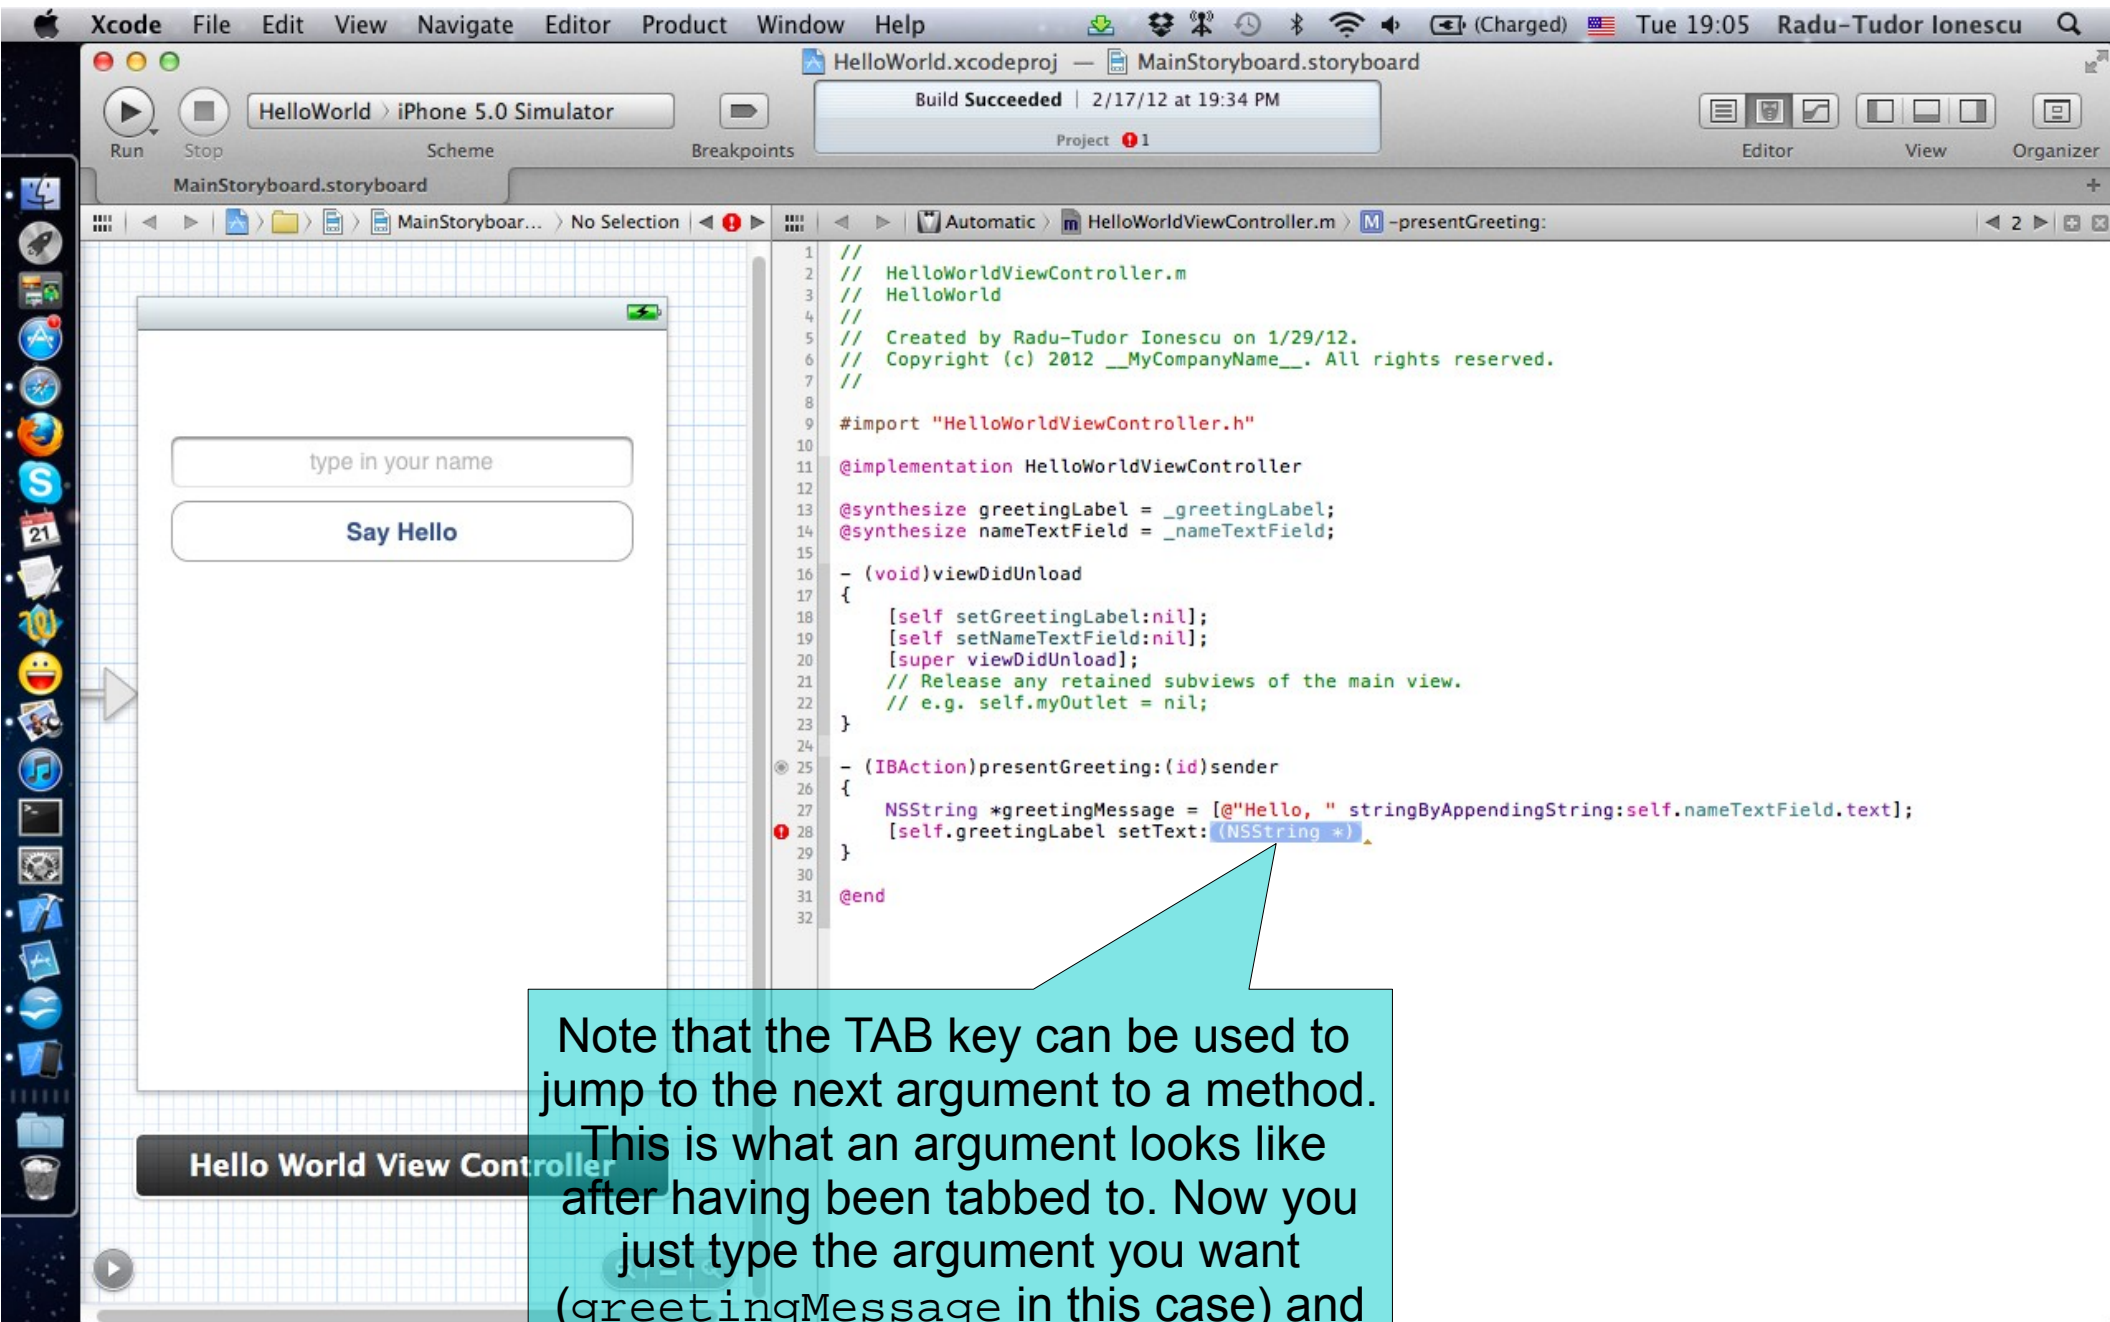 Xcode File Edit View Navigate Editor Product Window Help (Charged) Tue 19:05 Radu-Tudor Ionescu
HelloWorld.xcodeproj — MainStoryboard.storyboard
HelloWorld › iPhone 5.0 Simulator
Build Succeeded | 2/17/12 at 19:34 PM
Project 1
Run Stop Scheme Breakpoints Editor View Organizer
MainStoryboard.storyboard
MainStoryboar... › No Selection
Automatic › HelloWorldViewController.m › M -presentGreeting: 2
1 //
2 // HelloWorldViewController.m
3 // HelloWorld
4 //
5 // Created by Radu-Tudor Ionescu on 1/29/12.
6 // Copyright (c) 2012 __MyCompanyName__. All rights reserved.
7 //
8
9 #import "HelloWorldViewController.h"
10
11 @implementation HelloWorldViewController
12
13 @synthesize greetingLabel = _greetingLabel;
14 @synthesize nameTextField = _nameTextField;
15
16 - (void)viewDidUnload
17 {
18 [self setGreetingLabel:nil];
19 [self setNameTextField:nil];
20 [super viewDidUnload];
21 // Release any retained subviews of the main view.
22 // e.g. self.myOutlet = nil;
23 }
24
25 - (IBAction)presentGreeting:(id)sender
26 {
27 NSString *greetingMessage = [@"Hello, " stringByAppendingString:self.nameTextField.text];
28 [self.greetingLabel setText:(NSString *)
29 }
30
31 @end
32
type in your name
Say Hello
21
Hello World View Controller
Note that the TAB key can be used to
jump to the next argument to a method.
This is what an argument looks like
after having been tabbed to. Now you
just type the argument you want
(greetingMessage in this case) and